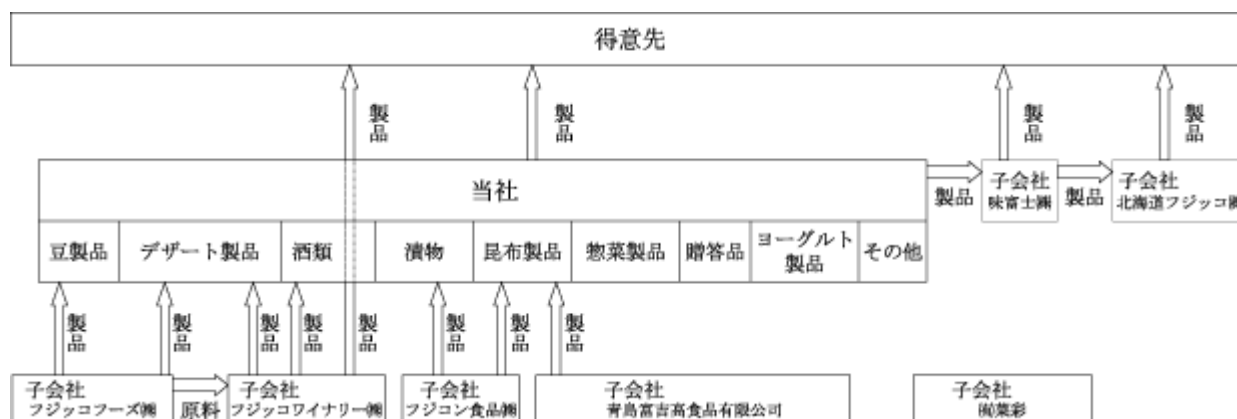 得意先
製品
製品
製品
製品
当社
製品
子会社
味富士㈱
製品
子会社
北海道フジッコ㈱
豆製品
デザート製品
酒類
漬物
昆布製品
惣菜製品
贈答品
ヨーグルト
製品
その他
製品
製品
製品
製品
製品
製品
製品
製品
子会社
フジッコフーズ㈱
原料
子会社
フジッコワイナリー㈱
子会社
フジコン食品㈱
子会社
青島富吉高食品有限公司
子会社
㈲菜彩